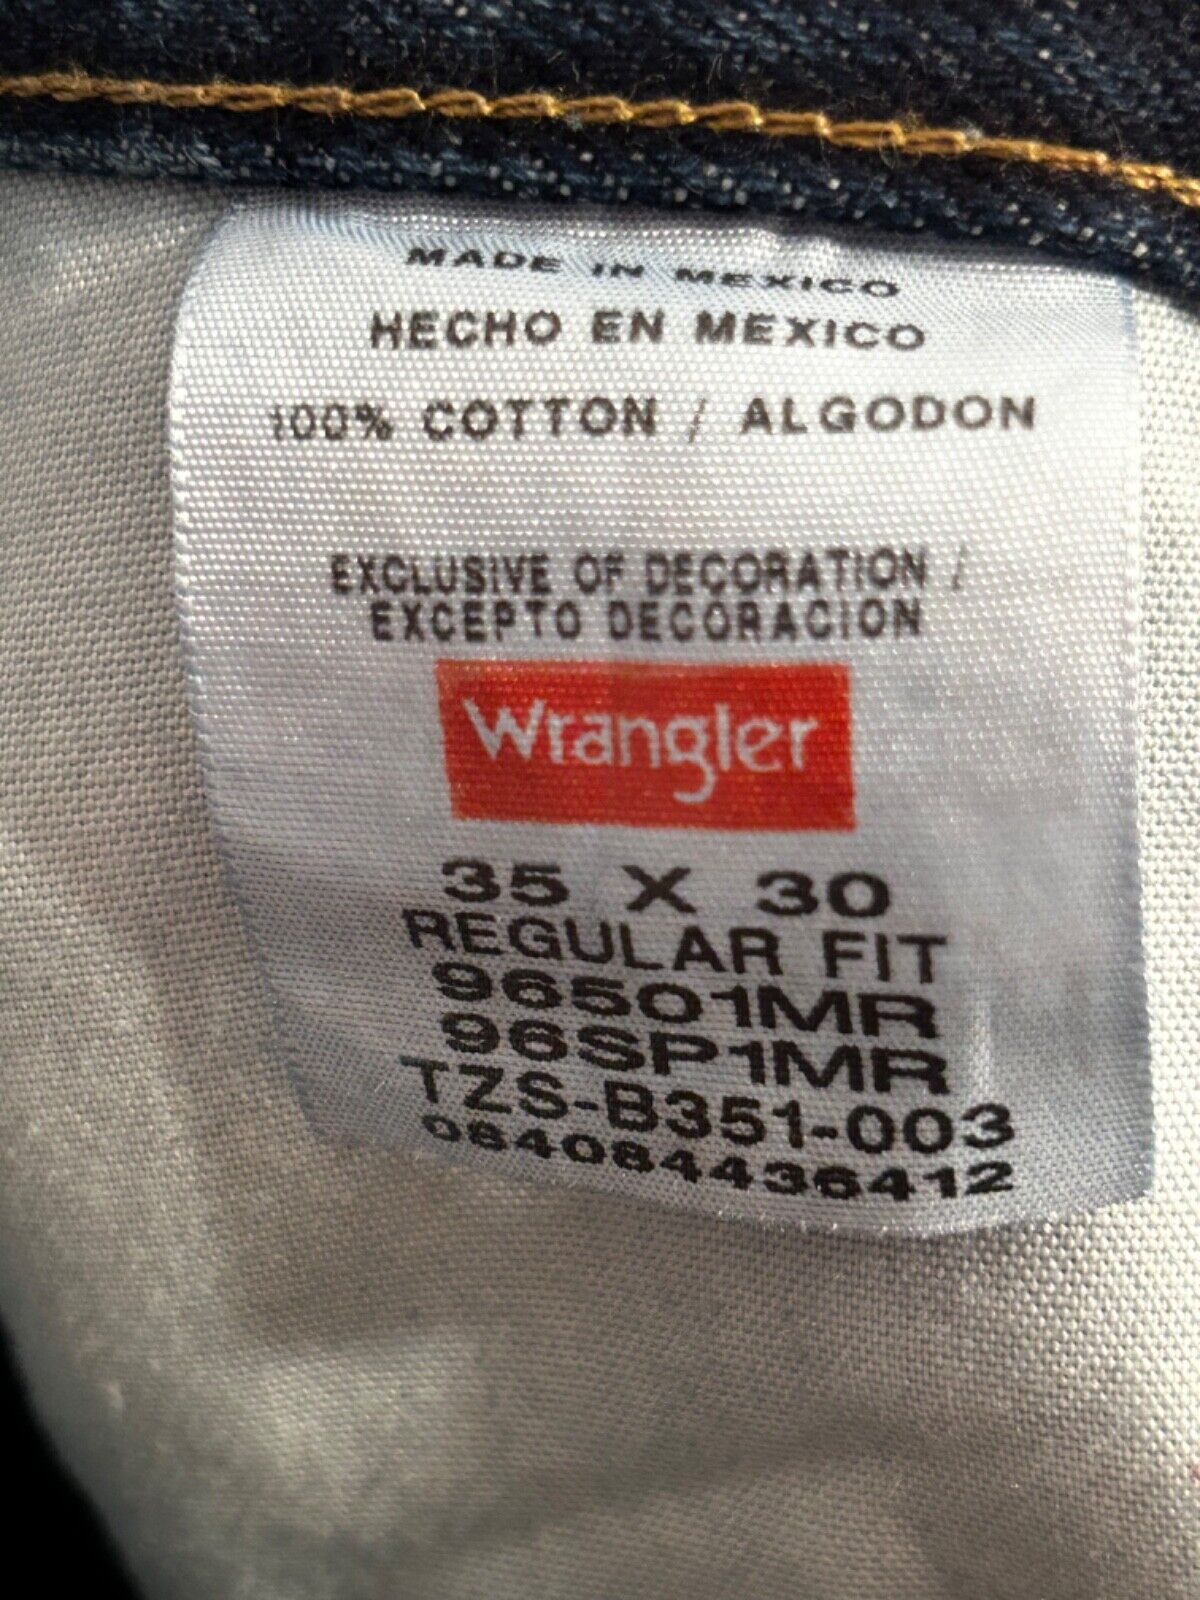 MADE IN MEXICO
HECHO EN MEXICO
100% COTTON / ALGODON
EXCLUSIVE OF DECORATION /
EXCEPTO DECORACION
Wrangler
35 X 30
REGULAR FIT
96501MR
96SP1MR
TZS-B351-003
084084436412